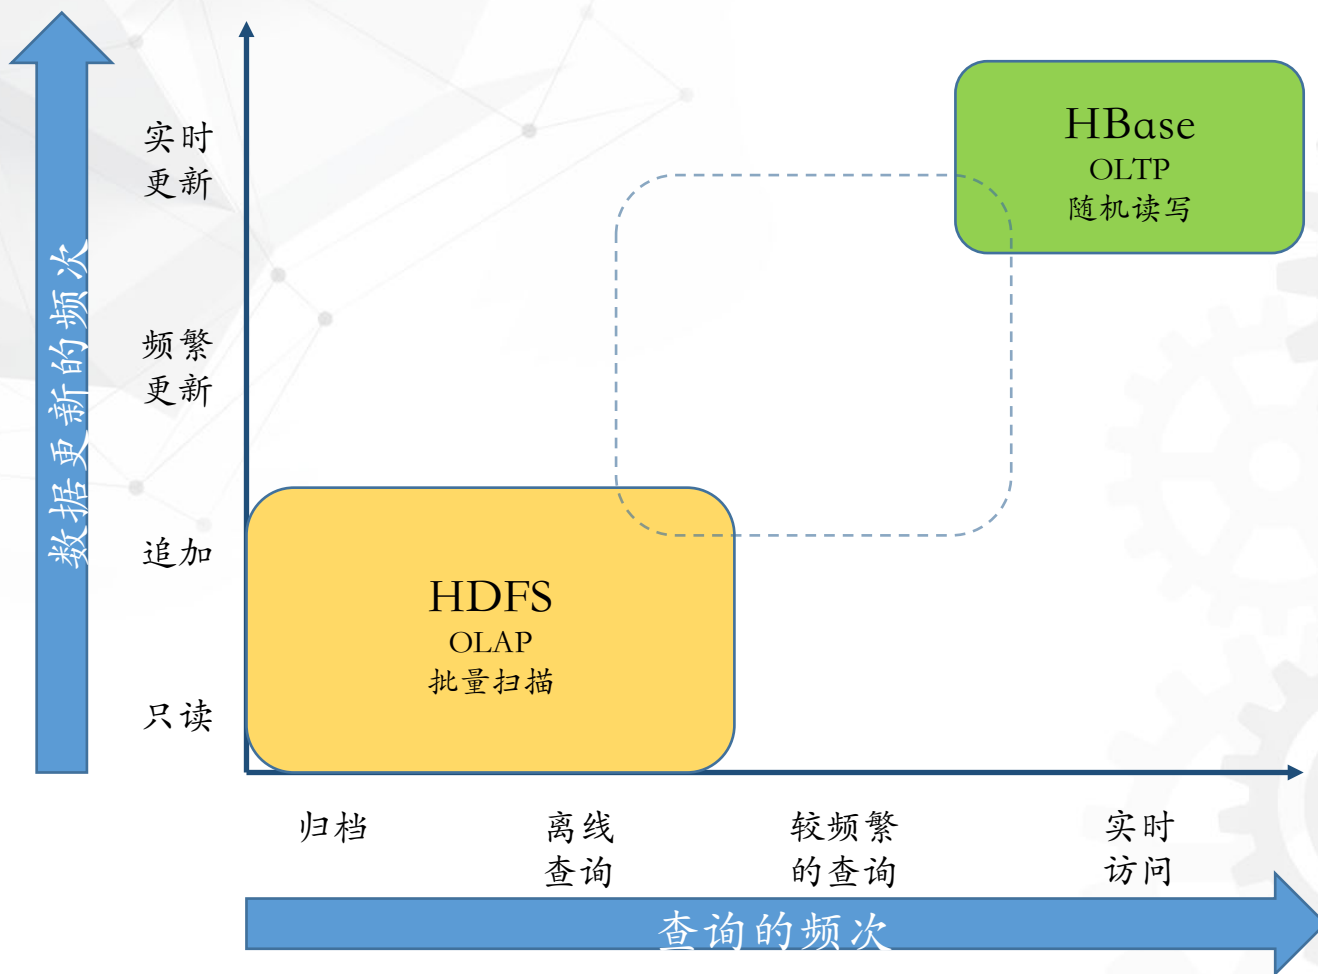 数据更新的频次
实时
更新
频繁
更新
追加
只读
HBase
OLTP
随机读写
HDFS
OLAP
批量扫描
归档
离线
查询
较频繁
的查询
实时
访问
查询的频次